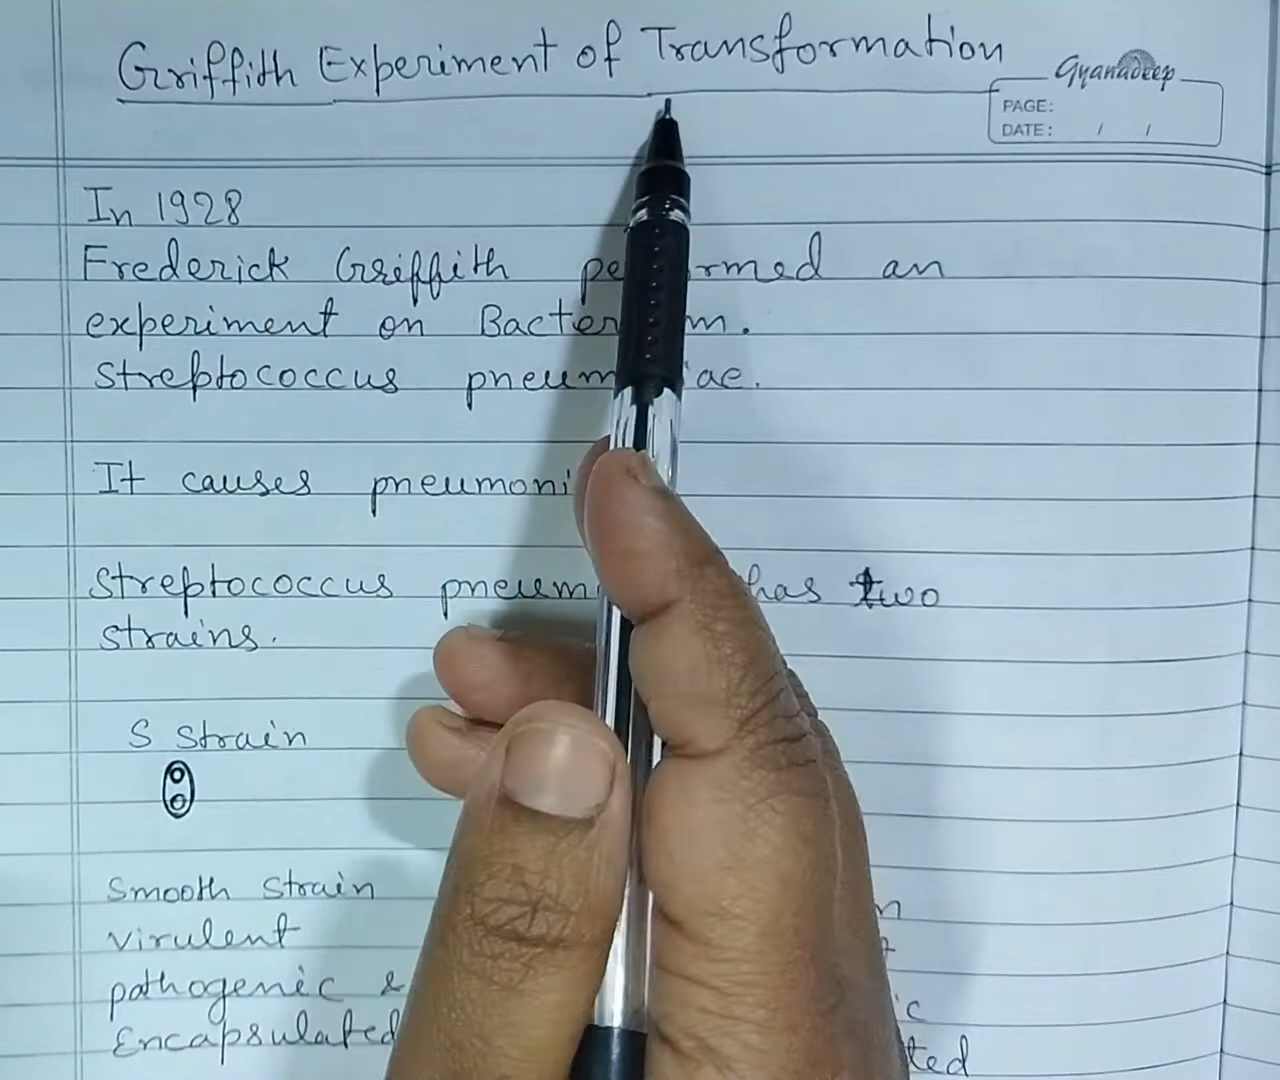 Griffith Experiment of Transformation
Gyanadeep
PAGE:
DATE: / /
In 1928
Frederick Griffith an
experiment on
Streptococcus
It causes
Streptococcus has two
strains.
S strain
Smooth strain
virulent
pathogenic &
Encapsulated